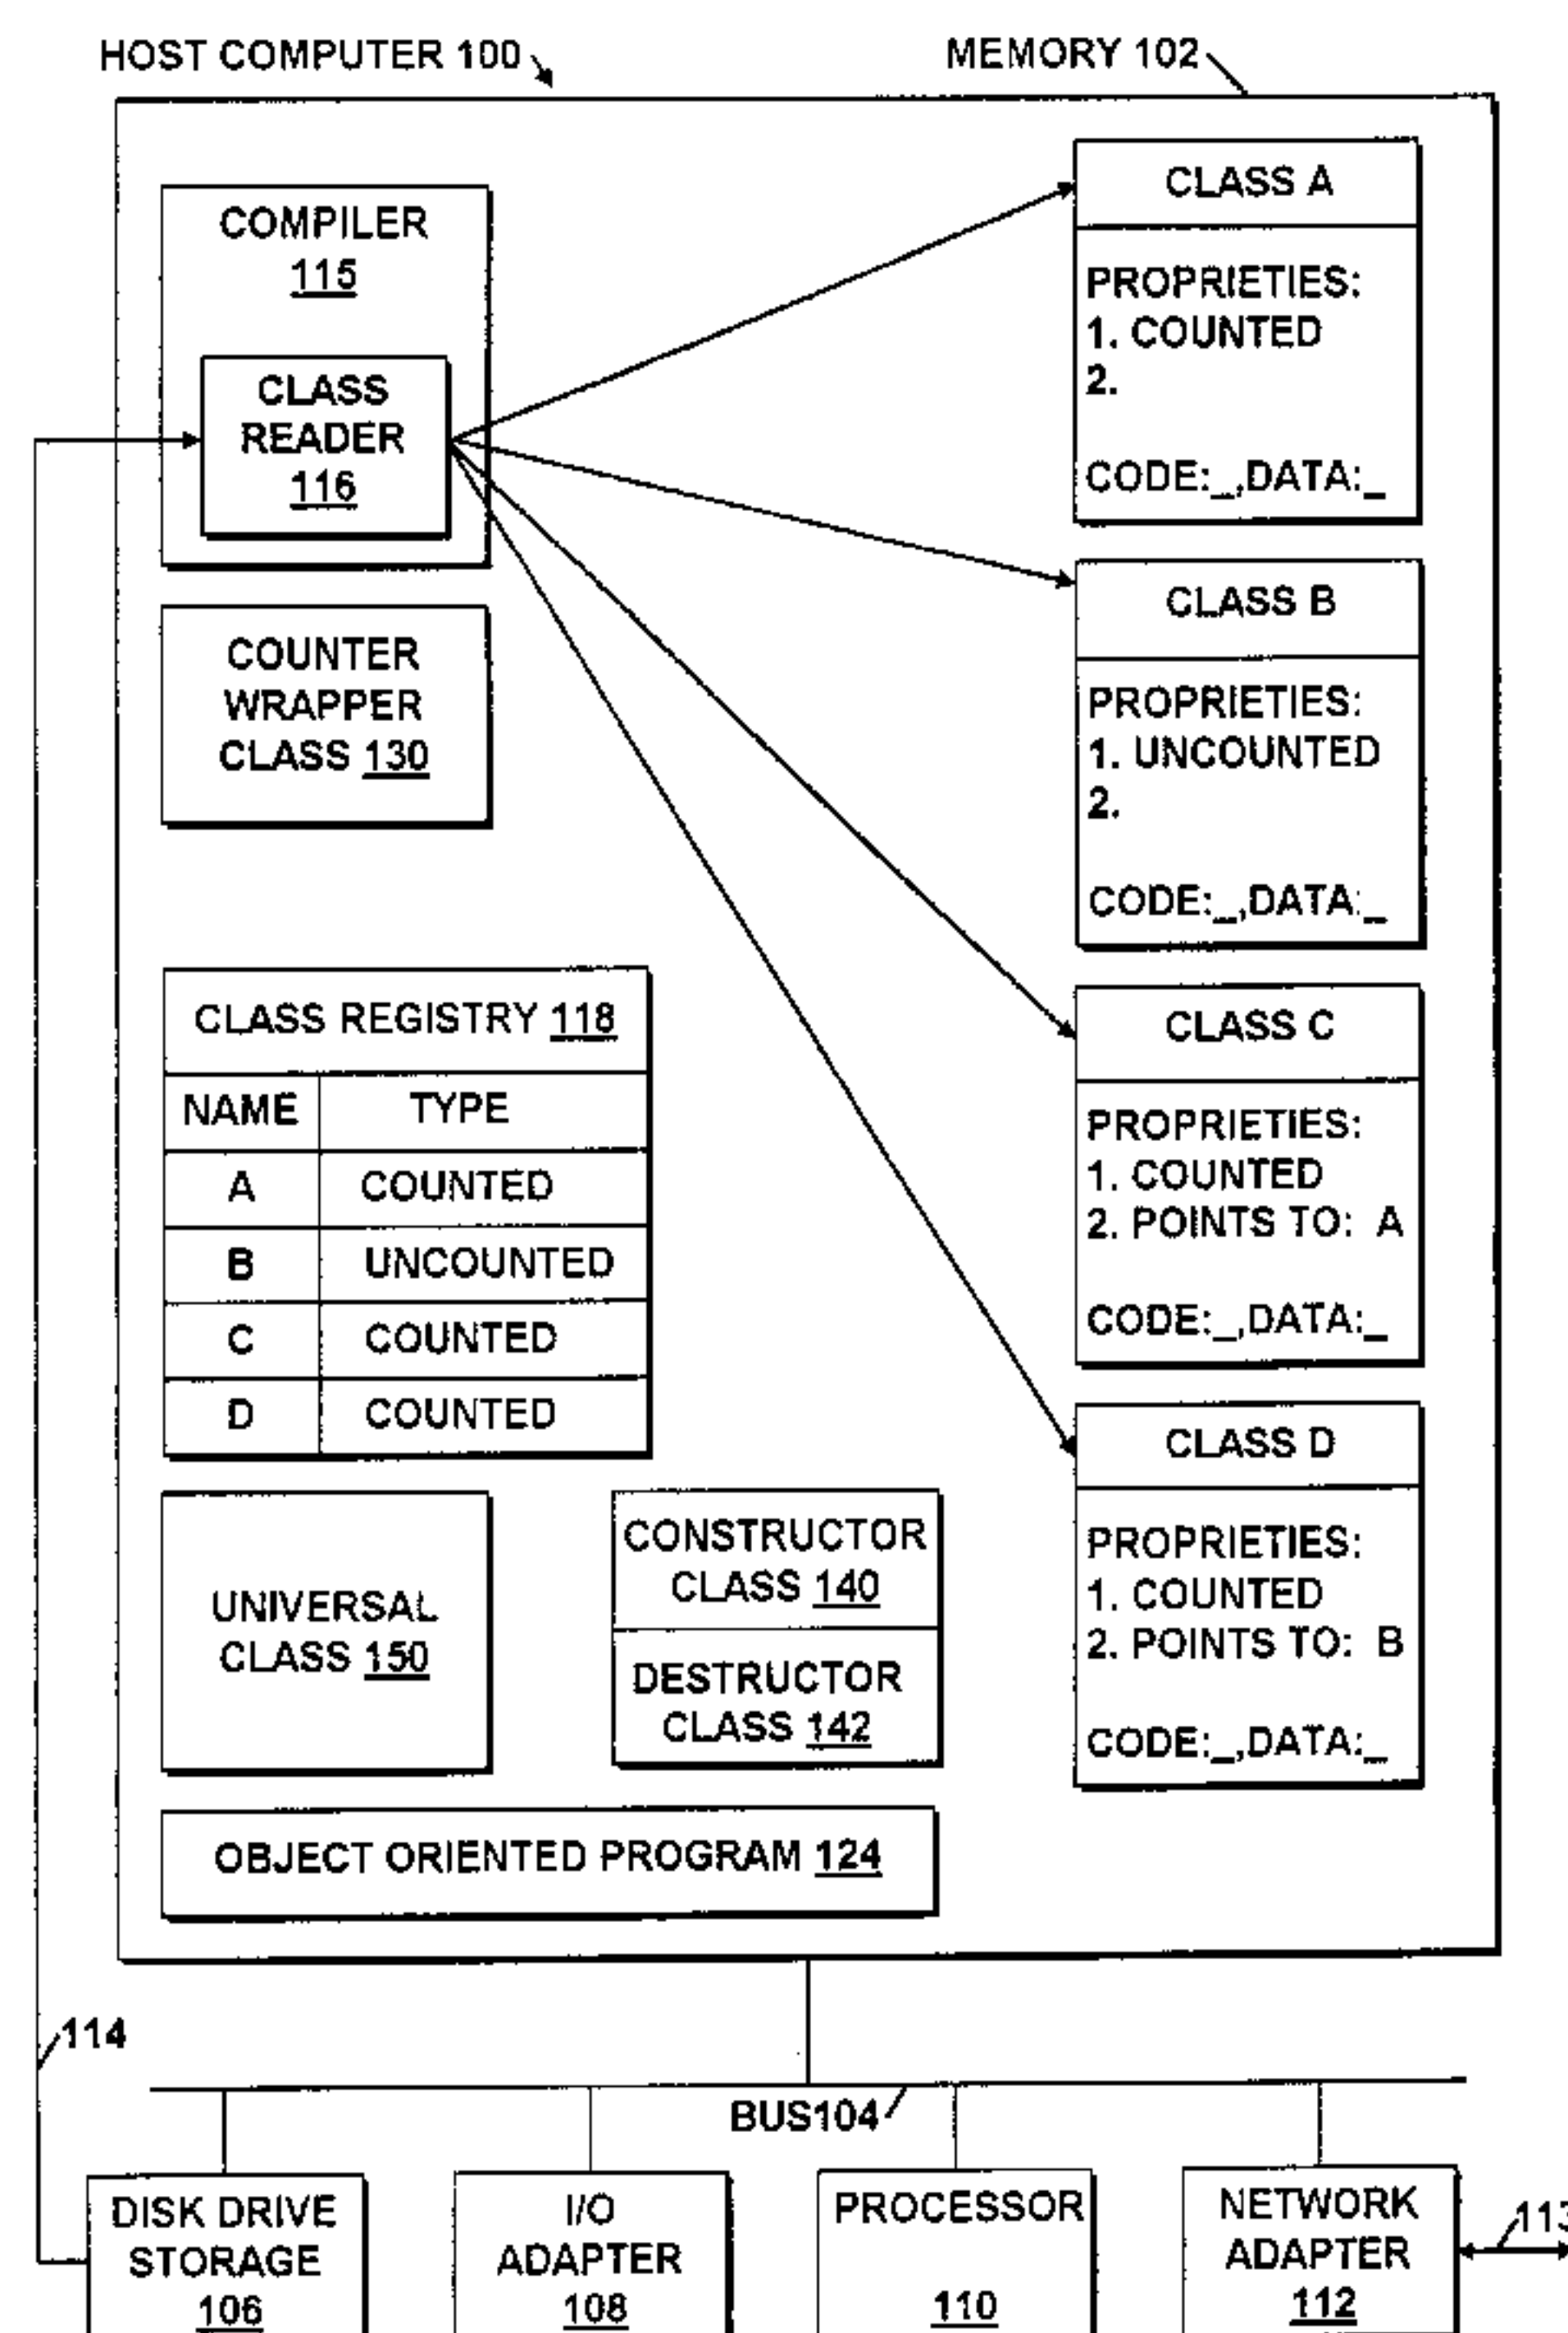 HOST COMPUTER 100
MEMORY 102
COMPILER
115
CLASS
READER
116
COUNTER
WRAPPER
CLASS 130
CLASS REGISTRY 118
NAME TYPE
A COUNTED
B UNCOUNTED
C COUNTED
D COUNTED
UNIVERSAL
CLASS 150
CONSTRUCTOR
CLASS 140
DESTRUCTOR
CLASS 142
OBJECT ORIENTED PROGRAM 124
CLASS A
PROPRIETIES:
1. COUNTED
2.
CODE:_,DATA:_
CLASS B
PROPRIETIES:
1. UNCOUNTED
2.
CODE:_,DATA:_
CLASS C
PROPRIETIES:
1. COUNTED
2. POINTS TO: A
CODE:_,DATA:_
CLASS D
PROPRIETIES:
1. COUNTED
2. POINTS TO: B
CODE:_,DATA:_
114
BUS104
DISK DRIVE
STORAGE
106
I/O
ADAPTER
108
PROCESSOR
110
NETWORK
ADAPTER
112
113